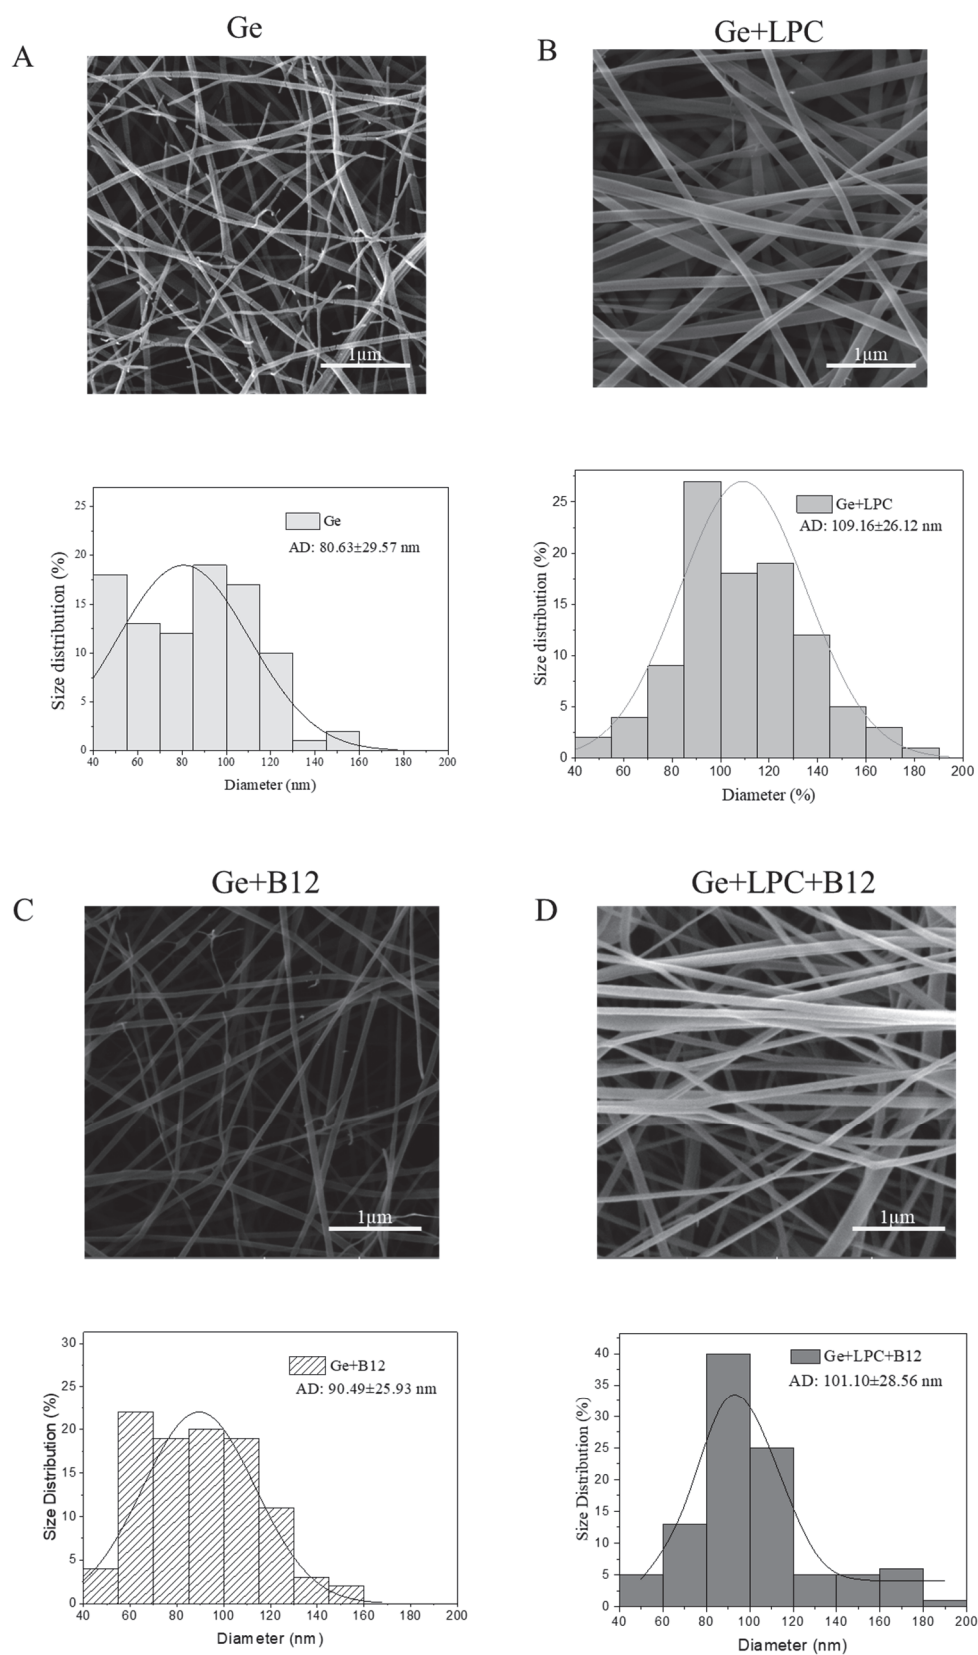 Ge
Ge+LPC
A
B
1μm
1μm
Ge
AD: 80.63±29.57 nm
Size distribution (%)
25
20
15
10
5
0
40 60 80 100 120 140 160 180 200
Diameter (nm)
Ge+LPC
AD: 109.16±26.12 nm
Size distribution (%)
25
20
15
10
5
0
40 60 80 100 120 140 160 180 200
Diameter (%)
Ge+B12
Ge+LPC+B12
C
D
1μm
1μm
Ge+B12
AD: 90.49±25.93 nm
Size Distribution (%)
30
25
20
15
10
5
0
40 60 80 100 120 140 160 180 200
Diameter (nm)
Ge+LPC+B12
AD: 101.10±28.56 nm
Size Distribution (%)
40
35
30
25
20
15
10
5
0
40 60 80 100 120 140 160 180 200
Diameter (nm)